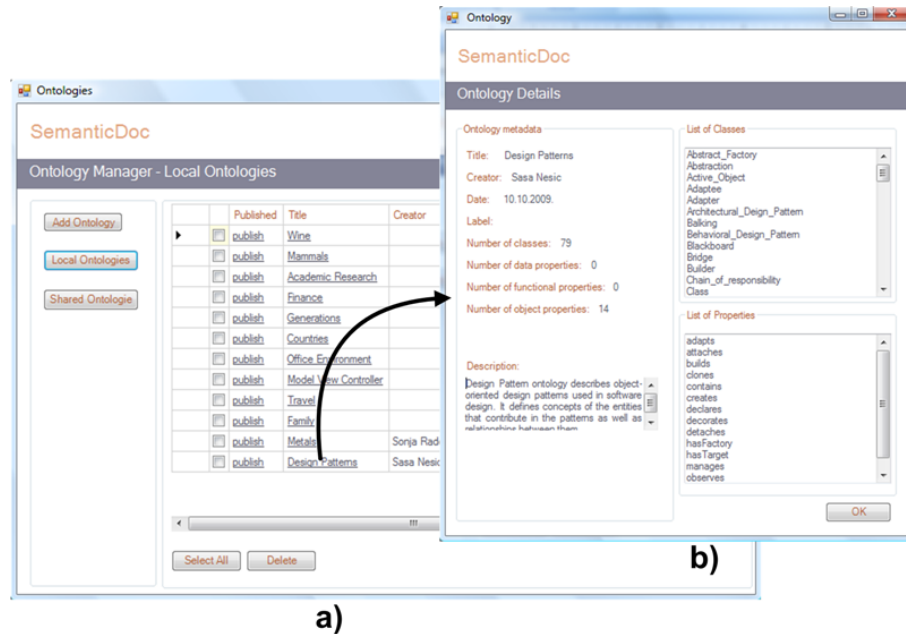 Ontologies
SemanticDoc
Ontology Manager - Local Ontologies
Add Ontology
Local Ontologies
Shared Ontologie
Published Title Creator
publish Wine
publish Mammals
publish Academic Research
publish Finance
publish Generations
publish Countries
publish Office Environment
publish Model View Controller
publish Travel
publish Family
publish Metals Sonja Rad
publish Design Patterns Sasa Nesic
Select All Delete
a)
Ontology
SemanticDoc
Ontology Details
Ontology metadata
Title: Design Patterns
Creator: Sasa Nesic
Date: 10.10.2009.
Label:
Number of classes: 79
Number of data properties: 0
Number of functional properties: 0
Number of object properties: 14
Description:
Design Pattern ontology describes object-
oriented design patterns used in software
design. It defines concepts of the entities
that contribute in the patterns as well as
relationships between them
List of Classes
Abstract_Factory
Abstraction
Active_Object
Adaptee
Adapter
Architectural_Deign_Pattern
Balking
Behavioral_Design_Pattern
Blackboard
Bridge
Builder
Chain_of_responsibility
Class
List of Properties
adapts
attaches
builds
clones
contains
creates
declares
decorates
detaches
hasFactory
hasTarget
manages
observes
OK
b)